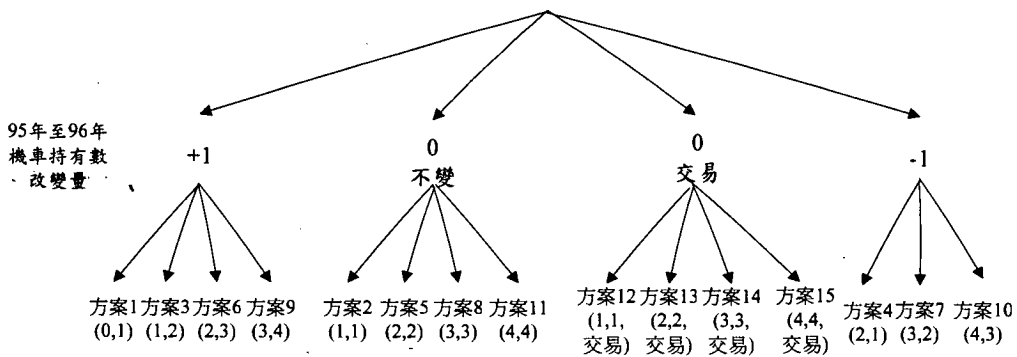 95年至96年
機車持有數
改變量
+1
0
不變
0
交易
-1
方案1 方案3 方案6 方案9
(0,1) (1,2) (2,3) (3,4)
方案2 方案5 方案8 方案11
(1,1) (2,2) (3,3) (4,4)
方案12 方案13 方案14 方案15
(1,1, (2,2, (3,3, (4,4,
交易) 交易) 交易) 交易)
方案4 方案7 方案10
(2,1) (3,2) (4,3)